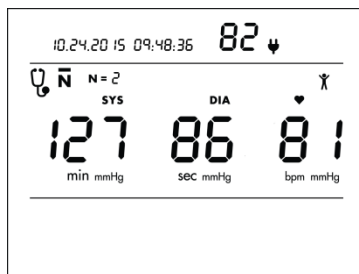 10.24.2015 09:48:36 82
N̅ N = 2
SYS DIA
127 86 81
min mmHg sec mmHg bpm mmHg